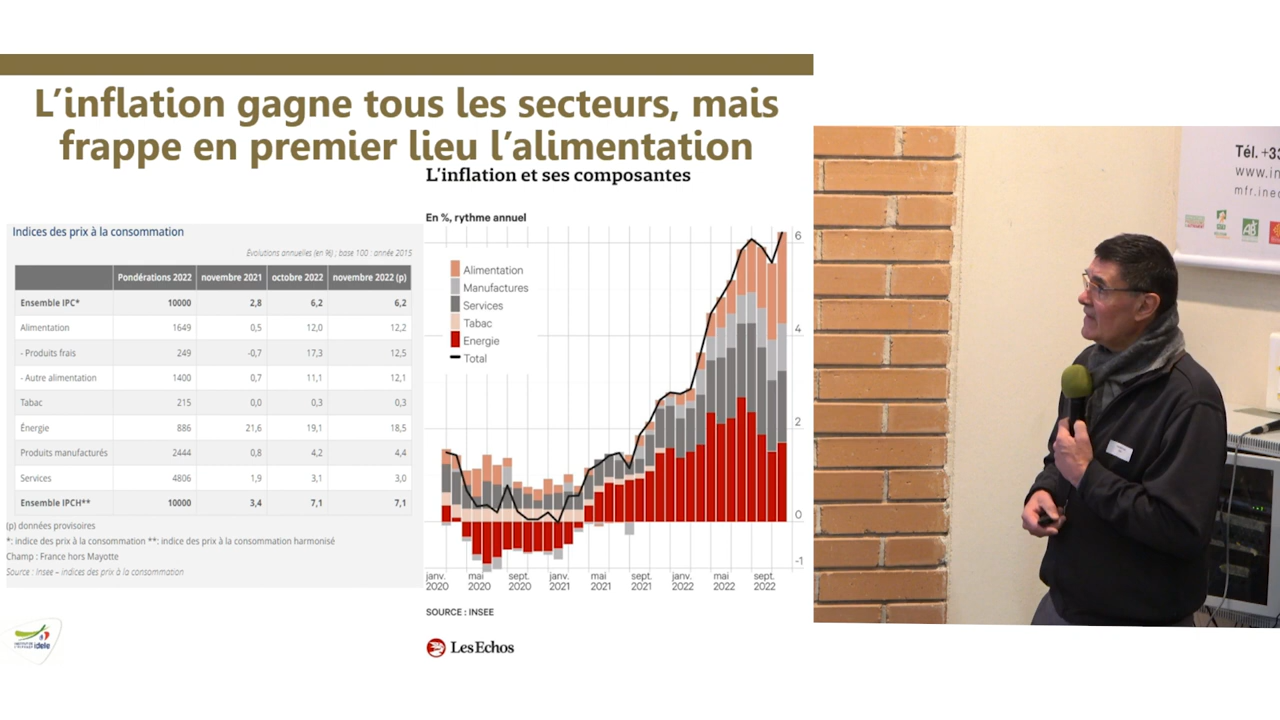 L’inflation gagne tous les secteurs, mais
frappe en premier lieu l’alimentation
Indices des prix à la consommation
Évolutions annuelles (en %) ; base 100 : année 2015
Pondérations 2022 novembre 2021 octobre 2022 novembre 2022 (p)
Ensemble IPC* 10000 2,8 6,2 6,2
Alimentation 1649 0,5 12,0 12,2
- Produits frais 249 -0,7 17,3 12,5
- Autre alimentation 1400 0,7 11,1 12,1
Tabac 215 0,0 0,3 0,3
Énergie 886 21,6 19,1 18,5
Produits manufacturés 2444 0,8 4,2 4,4
Services 4806 1,9 3,1 3,0
Ensemble IPCH** 10000 3,4 7,1 7,1
(p) données provisoires
*: indice des prix à la consommation **: indice des prix à la consommation harmonisé
Champ : France hors Mayotte
Source : Insee – indices des prix à la consommation
idele
L’inflation et ses composantes
En %, rythme annuel
Alimentation
Manufactures
Services
Tabac
Energie
Total
6
4
2
0
-1
janv. mai sept. janv. mai sept. janv. mai sept.
2020 2020 2020 2021 2021 2021 2022 2022 2022
SOURCE : INSEE
Les Echos
Tél. +33
www.in
mfr.ineo
AB